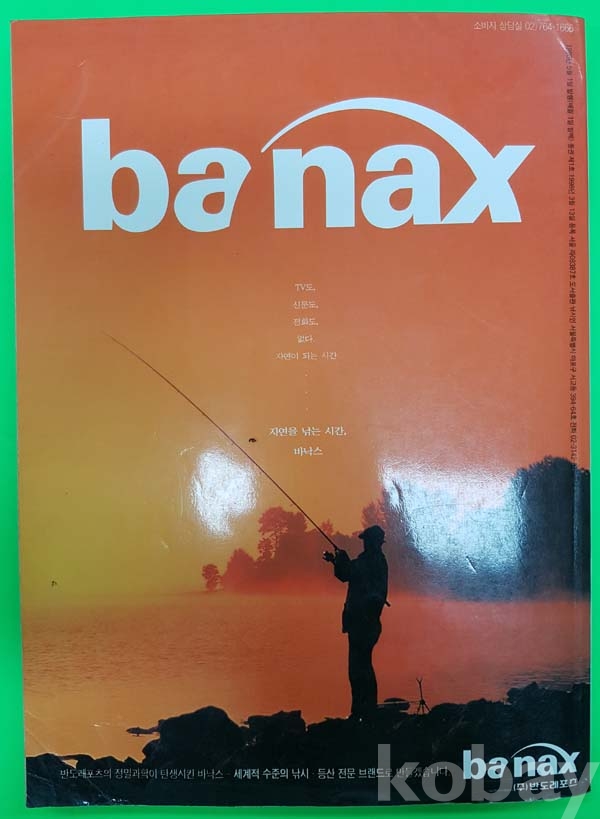 소비자 상담실 02)764-1666
banax
TV도,
신문도,
전화도,
없다.
자연이 되는 시간
자연을 낚는 시간,
바낙스
반도레포츠의 정밀과학이 탄생시킨 바낙스 - 세계적 수준의 낚시 · 등산 전문 브랜드로 만들겠습니다.
banax
(주)반도레포츠
kobay